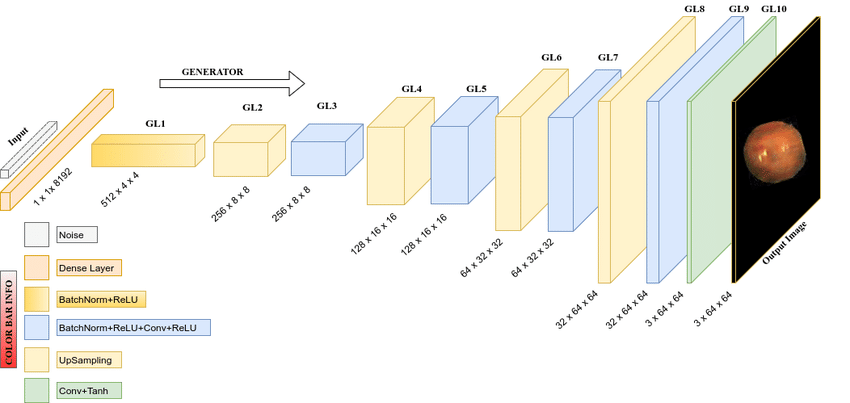 GENERATOR
Input
1 x 1x 8192
GL1
512 x 4 x 4
GL2
256 x 8 x 8
GL3
256 x 8 x 8
GL4
128 x 16 x 16
GL5
128 x 16 x 16
GL6
64 x 32 x 32
GL7
64 x 32 x 32
GL8
32 x 64 x 64
GL9
32 x 64 x 64
GL10
3 x 64 x 64
3 x 64 x 64
Output Image
COLOR BAR INFO
Noise
Dense Layer
BatchNorm+ReLU
BatchNorm+ReLU+Conv+ReLU
UpSampling
Conv+Tanh